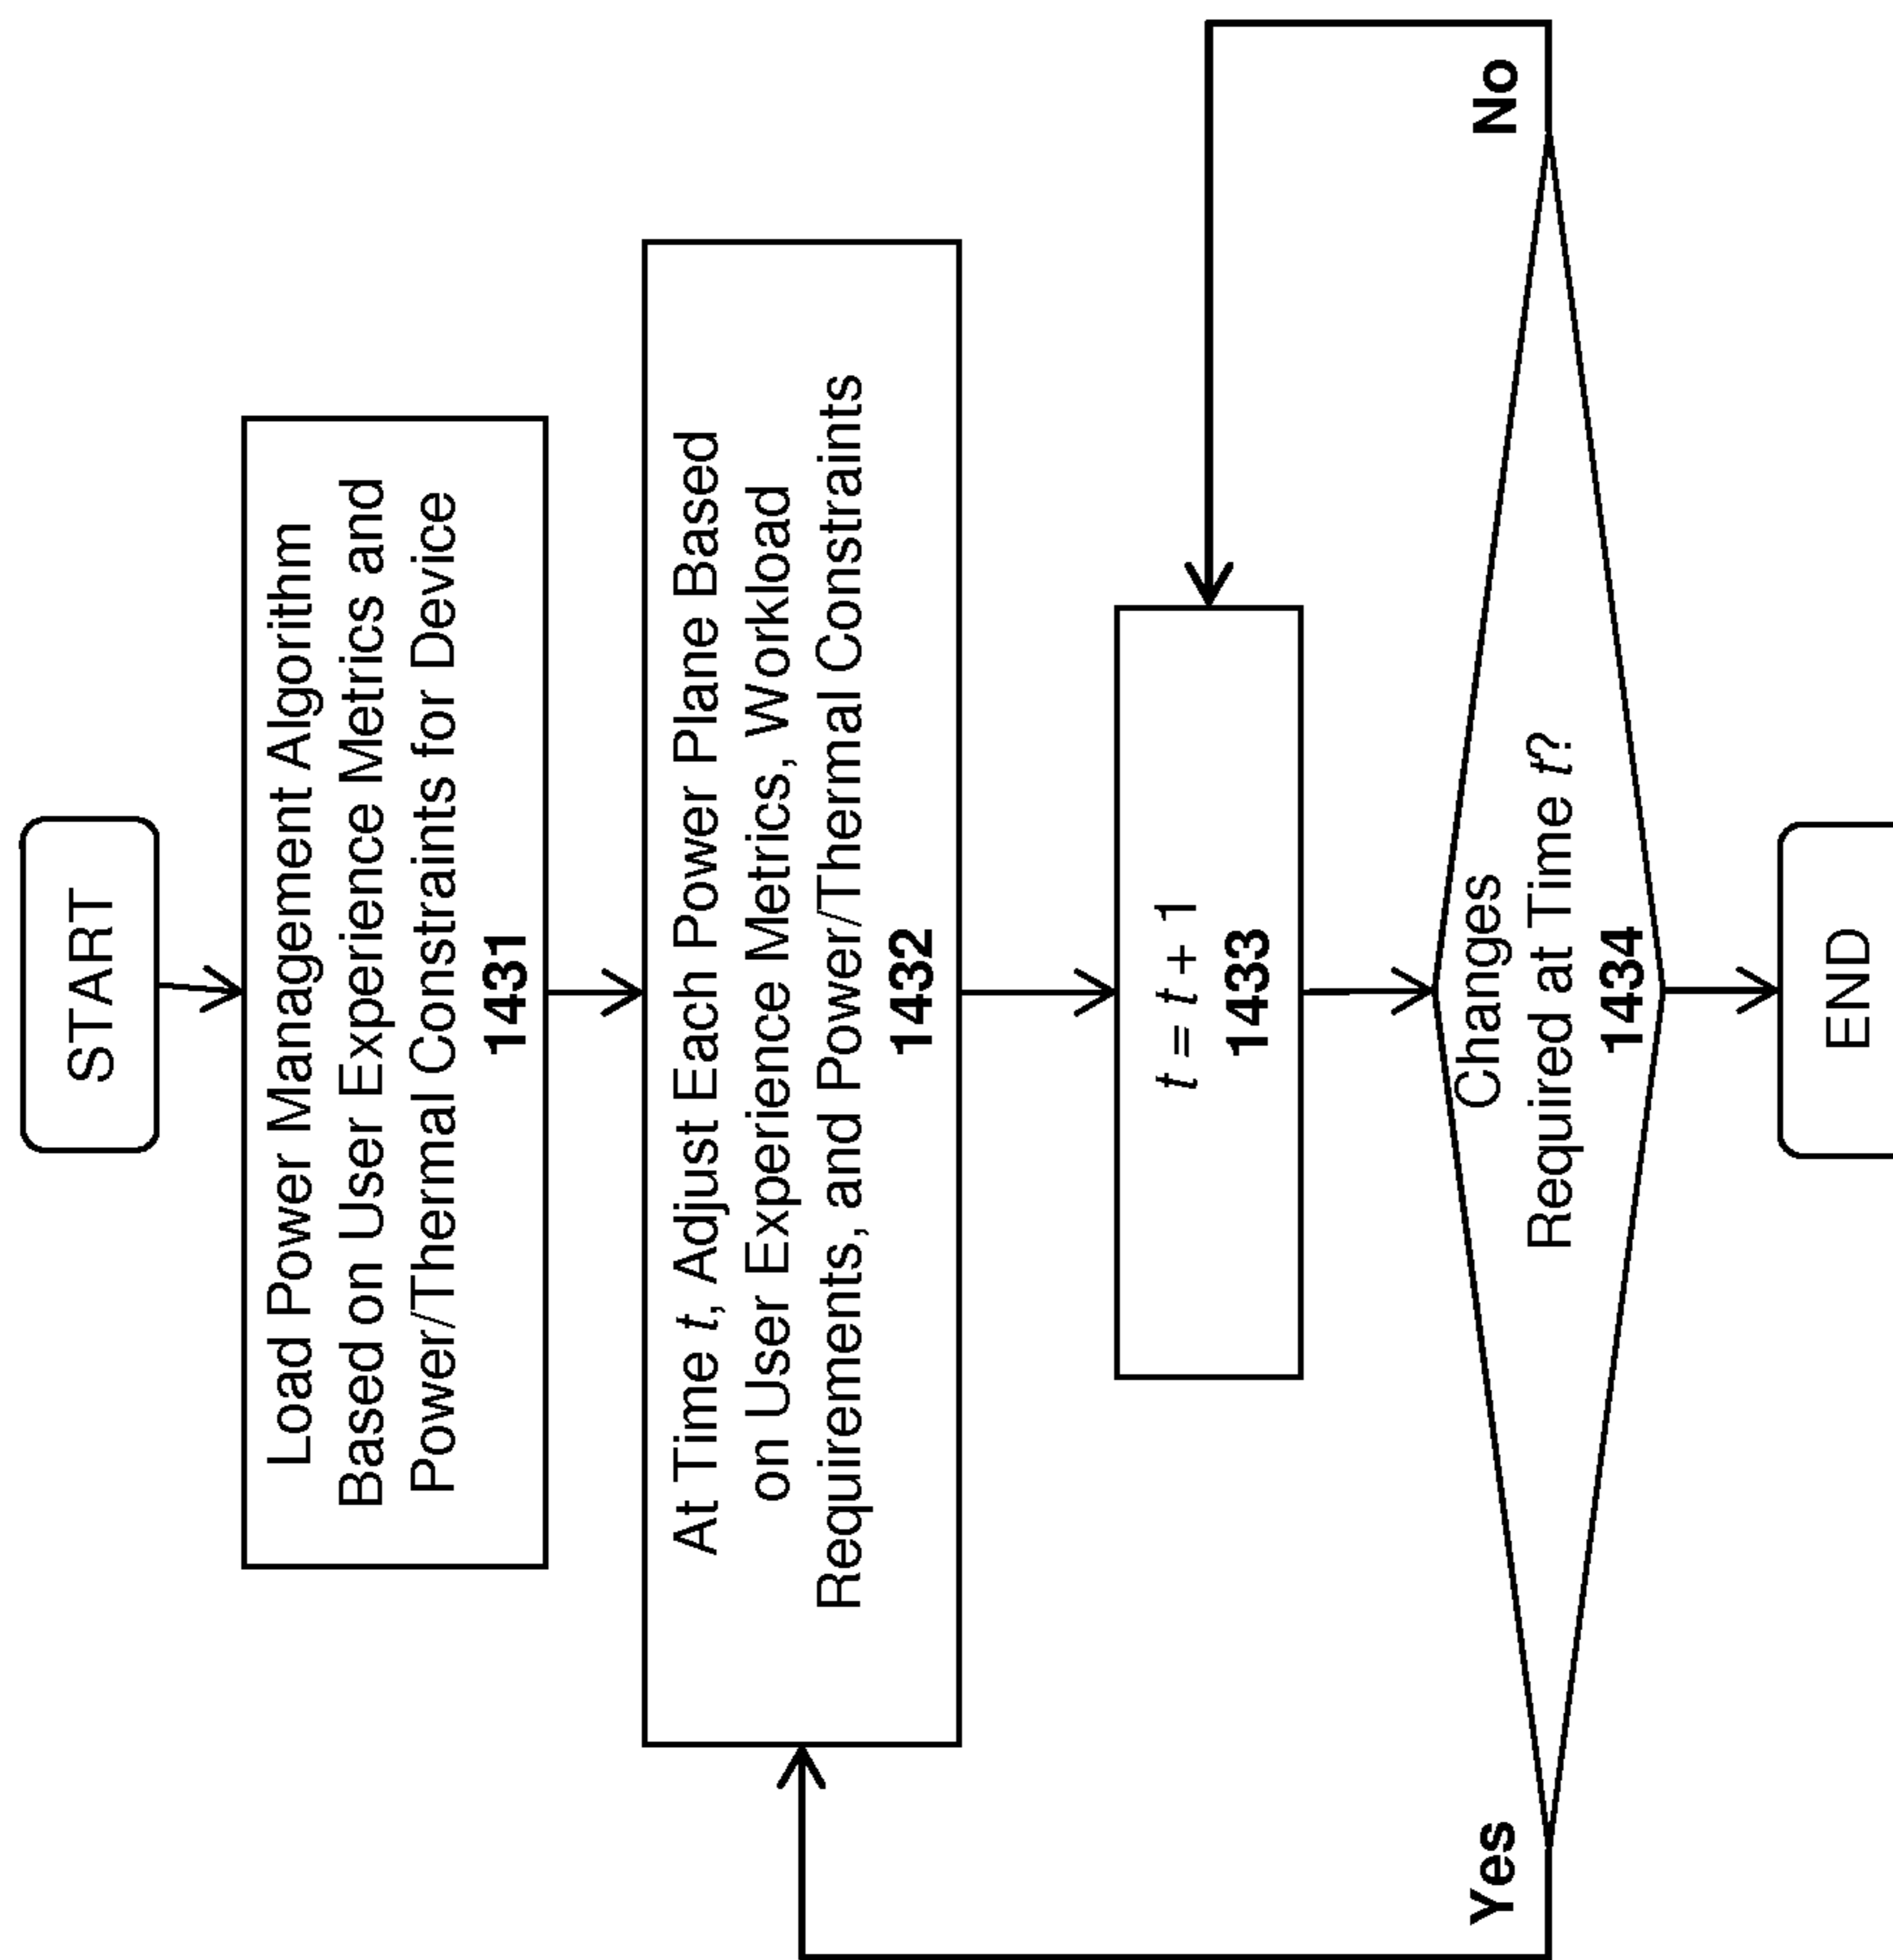 START
Load Power Management Algorithm
Based on User Experience Metrics and
Power/Thermal Constraints for Device
1431
At Time t, Adjust Each Power Plane Based
on User Experience Metrics, Workload
Requirements, and Power/Thermal Constraints
1432
t = t + 1
1433
Changes
Required at Time t?
1434
Yes
No
END